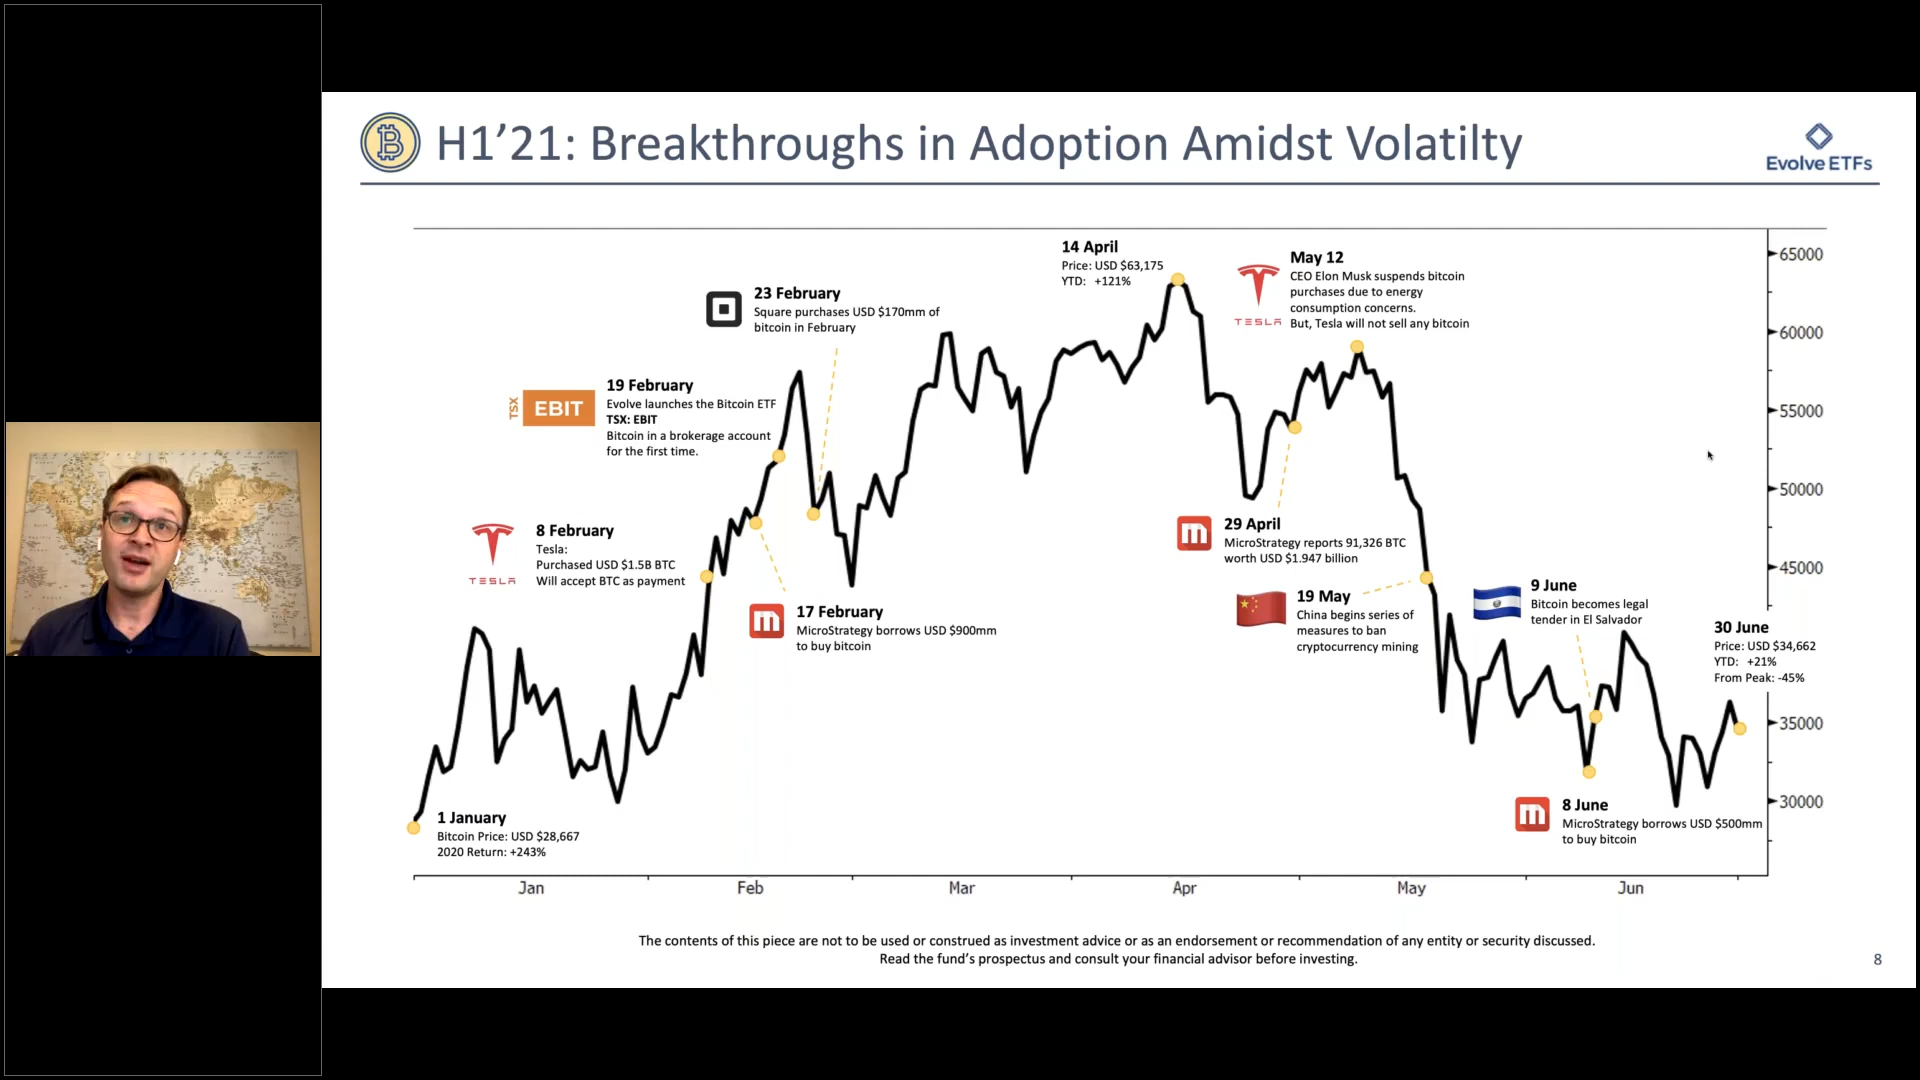 H1’21: Breakthroughs in Adoption Amidst Volatilty
Evolve ETFs
14 April
Price: USD $63,175
YTD: +121%
May 12
CEO Elon Musk suspends bitcoin
purchases due to energy
consumption concerns.
But, Tesla will not sell any bitcoin
TESLA
23 February
Square purchases USD $170mm of
bitcoin in February
TSX
EBIT
19 February
Evolve launches the Bitcoin ETF
TSX: EBIT
Bitcoin in a brokerage account
for the first time.
8 February
Tesla:
Purchased USD $1.5B BTC
Will accept BTC as payment
TESLA
17 February
MicroStrategy borrows USD $900mm
to buy bitcoin
29 April
MicroStrategy reports 91,326 BTC
worth USD $1.947 billion
19 May
China begins series of
measures to ban
cryptocurrency mining
9 June
Bitcoin becomes legal
tender in El Salvador
30 June
Price: USD $34,662
YTD: +21%
From Peak: -45%
8 June
MicroStrategy borrows USD $500mm
to buy bitcoin
1 January
Bitcoin Price: USD $28,667
2020 Return: +243%
65000
60000
55000
50000
45000
35000
30000
Jan
Feb
Mar
Apr
May
Jun
The contents of this piece are not to be used or construed as investment advice or as an endorsement or recommendation of any entity or security discussed.
Read the fund’s prospectus and consult your financial advisor before investing.
8